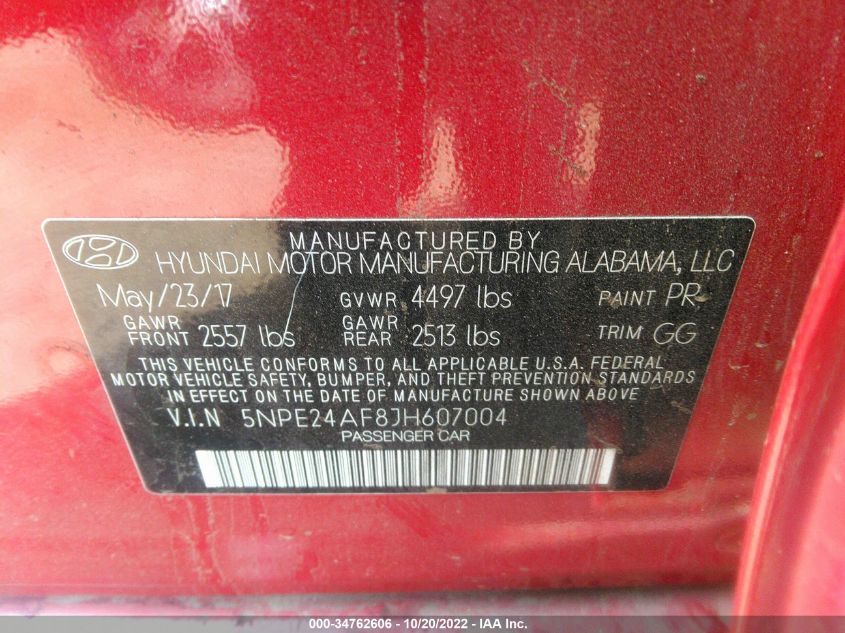 MANUFACTURED BY
HYUNDAI MOTOR MANUFACTURING ALABAMA, LLC
May/23/17 GVWR 4497 lbs PAINT PR
GAWR FRONT 2557 lbs GAWR REAR 2513 lbs TRIM GG
THIS VEHICLE CONFORMS TO ALL APPLICABLE U.S.A. FEDERAL
MOTOR VEHICLE SAFETY, BUMPER, AND THEFT PREVENTION STANDARDS
IN EFFECT ON THE DATE OF MANUFACTURE SHOWN ABOVE
V.I.N 5NPE24AF8JH607004
PASSENGER CAR
000-34762606 - 10/20/2022 - IAA Inc.